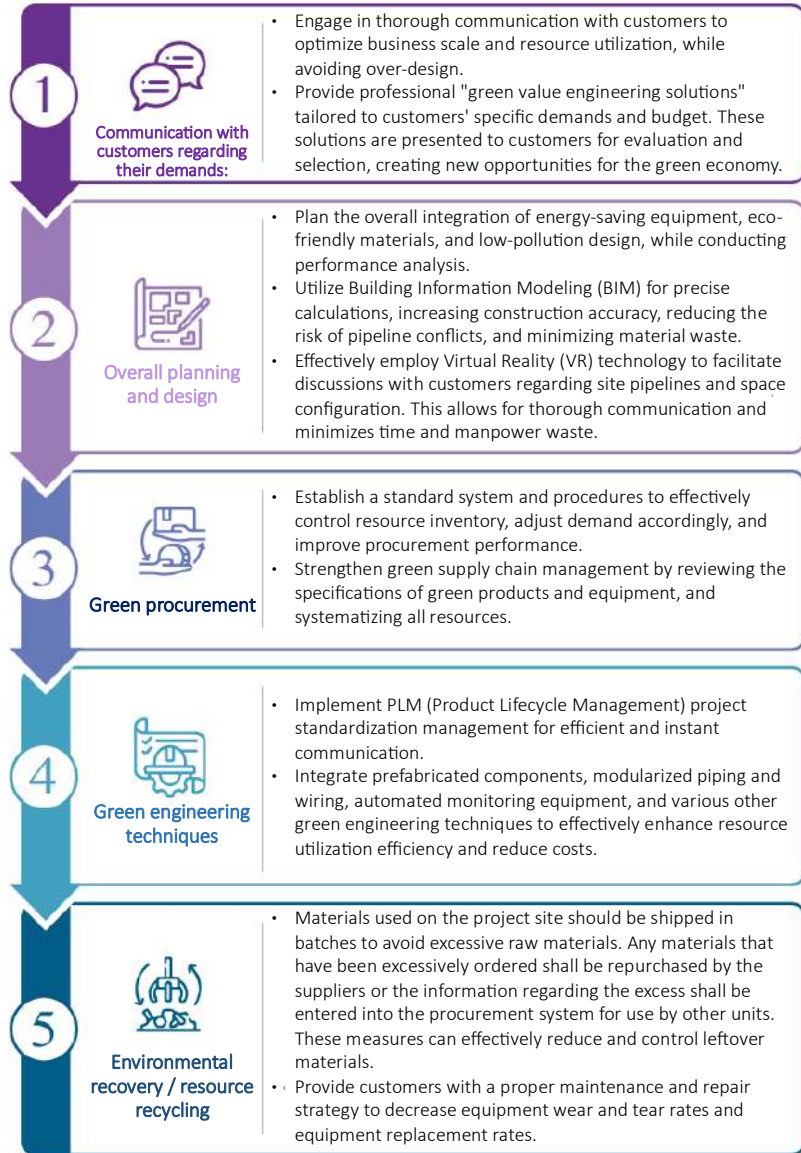 1
Communication with
customers regarding
their demands:
• Engage in thorough communication with customers to
optimize business scale and resource utilization, while
avoiding over-design.
• Provide professional "green value engineering solutions"
tailored to customers' specific demands and budget. These
solutions are presented to customers for evaluation and
selection, creating new opportunities for the green economy.
2
Overall planning
and design
• Plan the overall integration of energy-saving equipment, eco-
friendly materials, and low-pollution design, while conducting
performance analysis.
• Utilize Building Information Modeling (BIM) for precise
calculations, increasing construction accuracy, reducing the
risk of pipeline conflicts, and minimizing material waste.
• Effectively employ Virtual Reality (VR) technology to facilitate
discussions with customers regarding site pipelines and space
configuration. This allows for thorough communication and
minimizes time and manpower waste.
3
Green procurement
• Establish a standard system and procedures to effectively
control resource inventory, adjust demand accordingly, and
improve procurement performance.
• Strengthen green supply chain management by reviewing the
specifications of green products and equipment, and
systematizing all resources.
4
Green engineering
techniques
• Implement PLM (Product Lifecycle Management) project
standardization management for efficient and instant
communication.
• Integrate prefabricated components, modularized piping and
wiring, automated monitoring equipment, and various other
green engineering techniques to effectively enhance resource
utilization efficiency and reduce costs.
5
Environmental
recovery / resource
recycling
• Materials used on the project site should be shipped in
batches to avoid excessive raw materials. Any materials that
have been excessively ordered shall be repurchased by the
suppliers or the information regarding the excess shall be
entered into the procurement system for use by other units.
These measures can effectively reduce and control leftover
materials.
• Provide customers with a proper maintenance and repair
strategy to decrease equipment wear and tear rates and
equipment replacement rates.